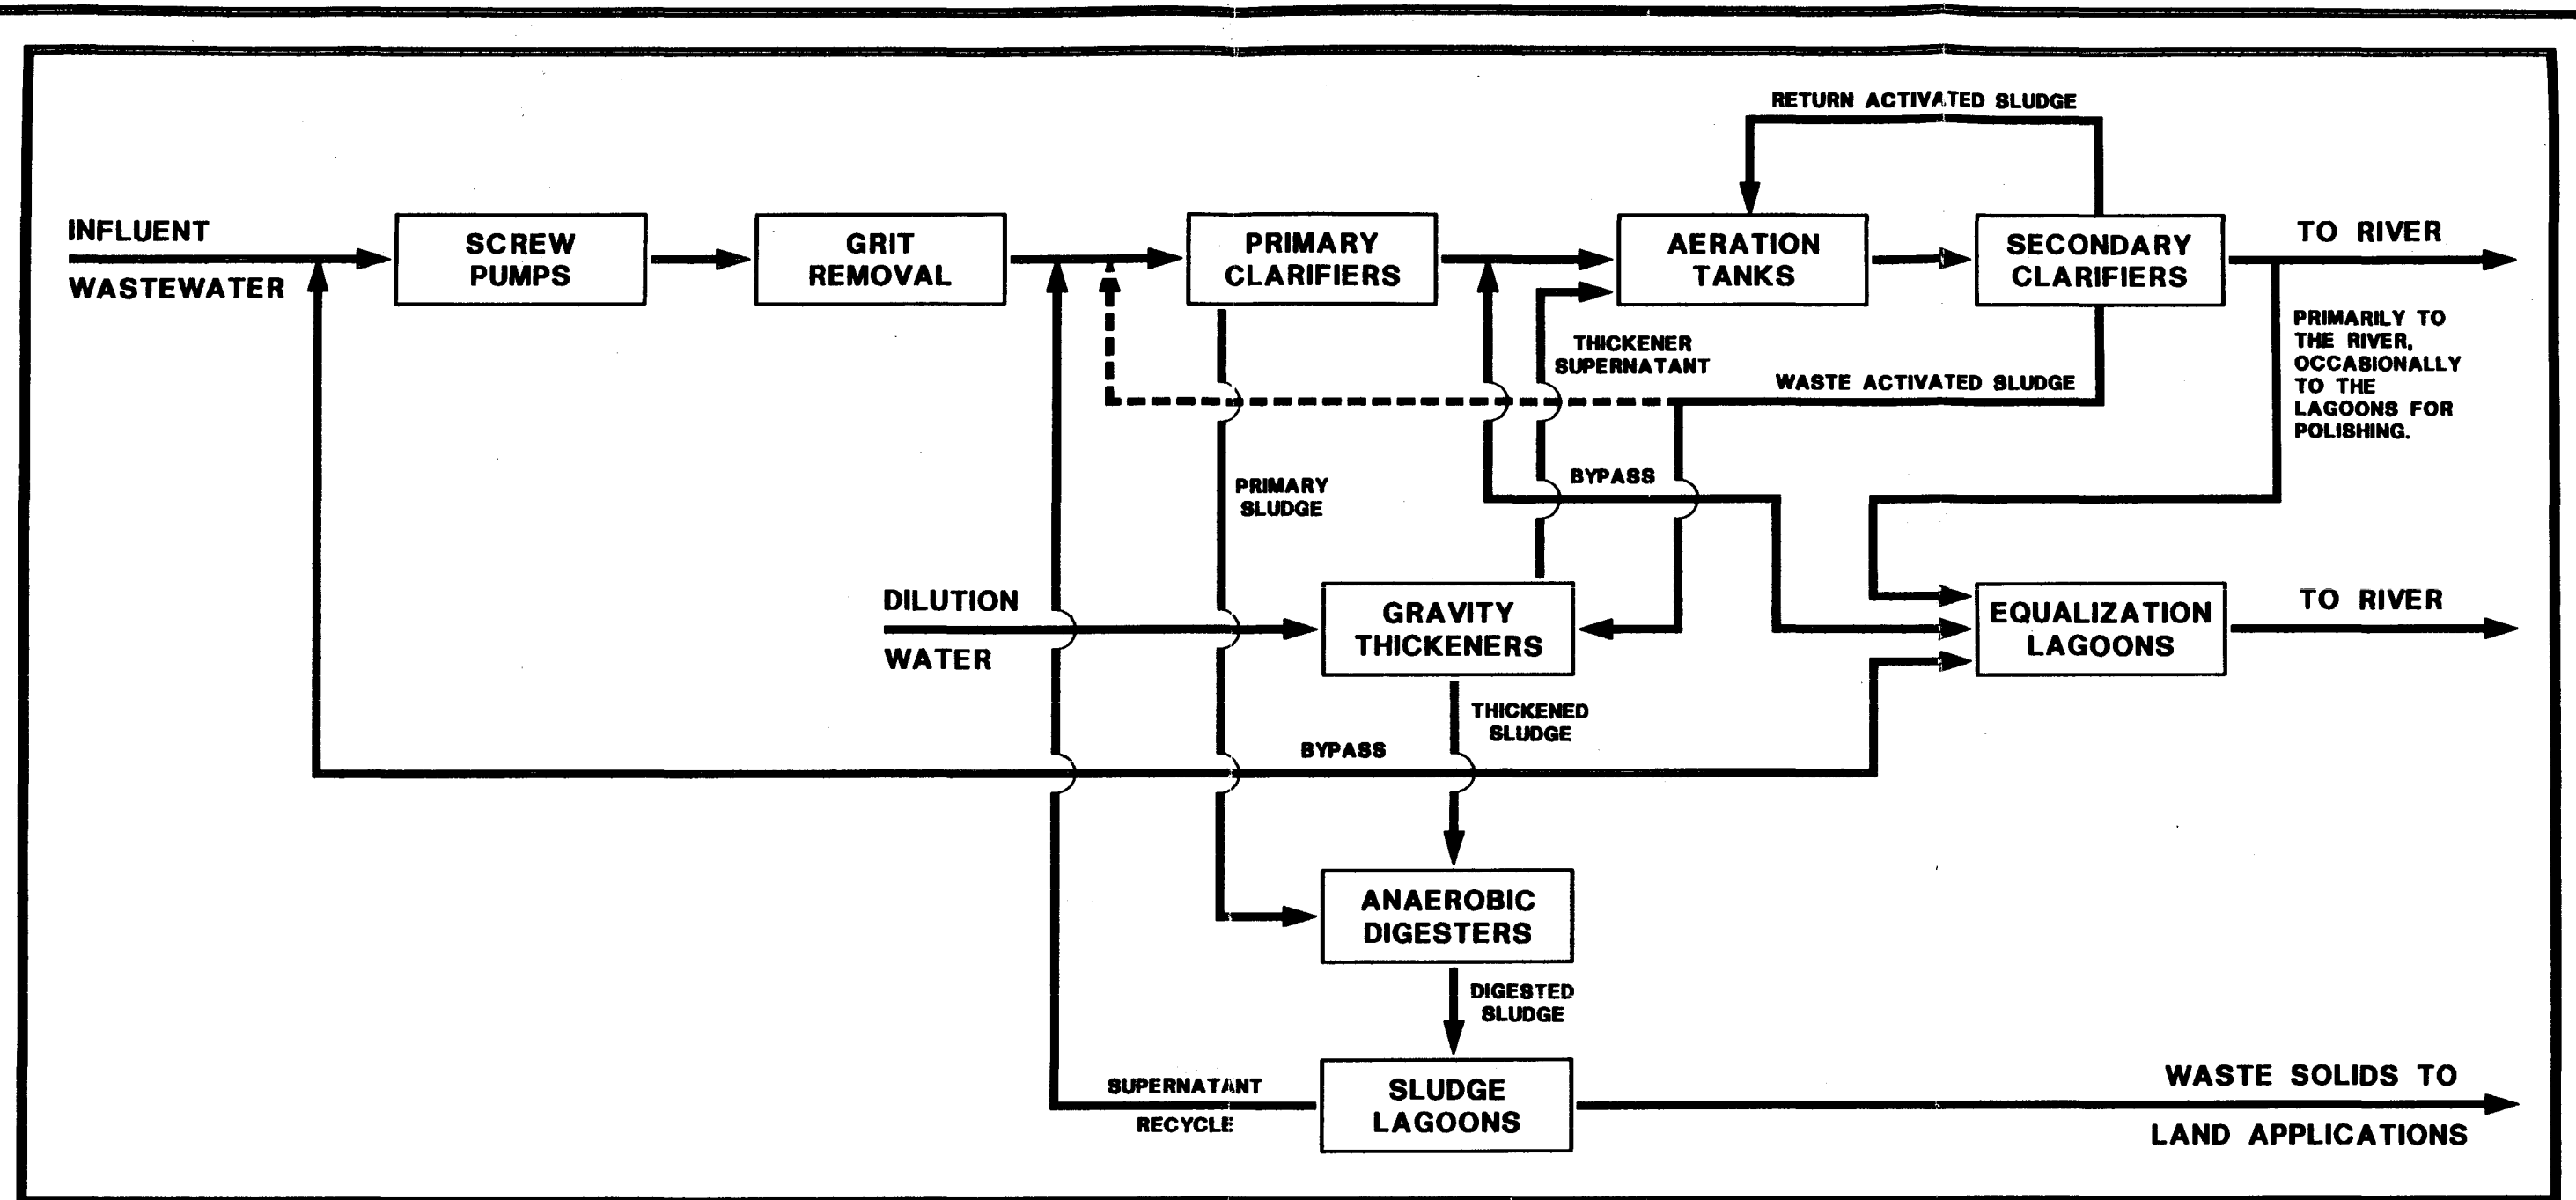 RETURN ACTIVATED SLUDGE
INFLUENT
WASTEWATER
SCREW
PUMPS
GRIT
REMOVAL
PRIMARY
CLARIFIERS
AERATION
TANKS
SECONDARY
CLARIFIERS
TO RIVER
PRIMARILY TO
THE RIVER,
OCCASIONALLY
TO THE
LAGOONS FOR
POLISHING.
THICKENER
SUPERNATANT
WASTE ACTIVATED SLUDGE
PRIMARY
SLUDGE
BYPASS
DILUTION
WATER
GRAVITY
THICKENERS
EQUALIZATION
LAGOONS
TO RIVER
THICKENED
SLUDGE
BYPASS
ANAEROBIC
DIGESTERS
DIGESTED
SLUDGE
SUPERNATANT
RECYCLE
SLUDGE
LAGOONS
WASTE SOLIDS TO
LAND APPLICATIONS